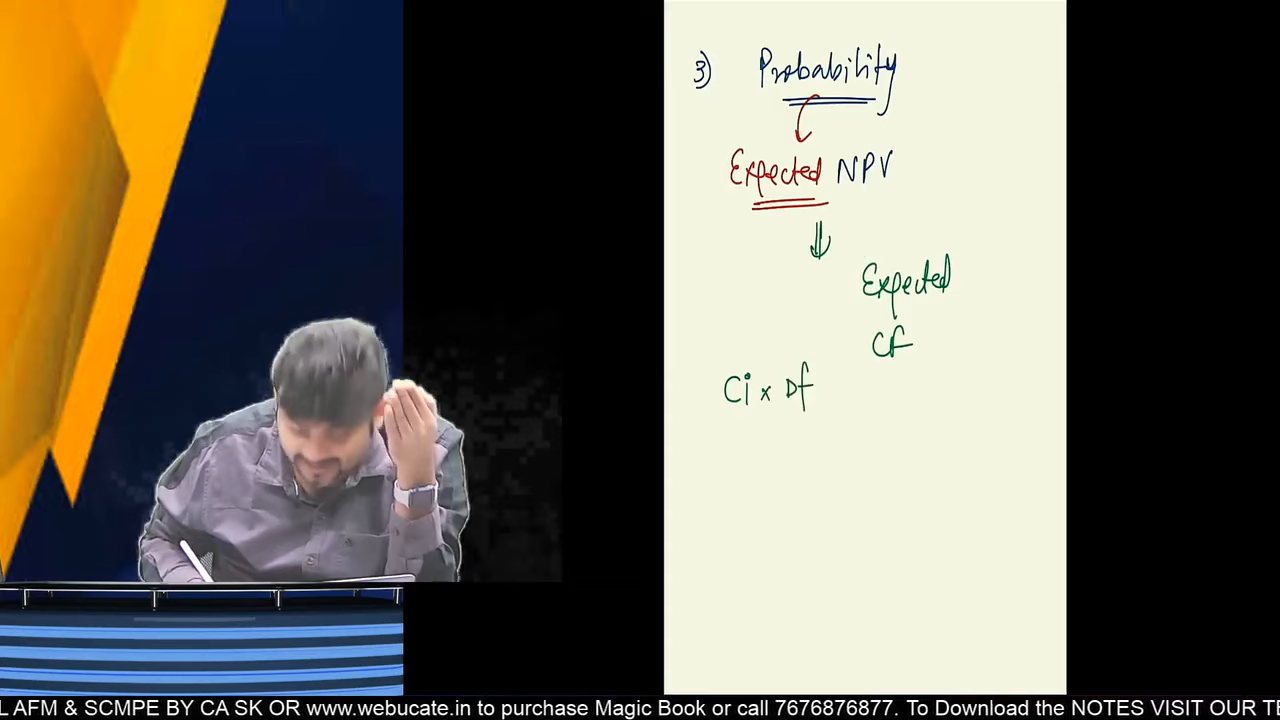 3) Probability
Expected NPV
Expected
CF
Ci x Df
L AFM & SCMPE BY CA SK OR www.webucate.in to purchase Magic Book or call 7676876877. To Download the NOTES VISIT OUR TE